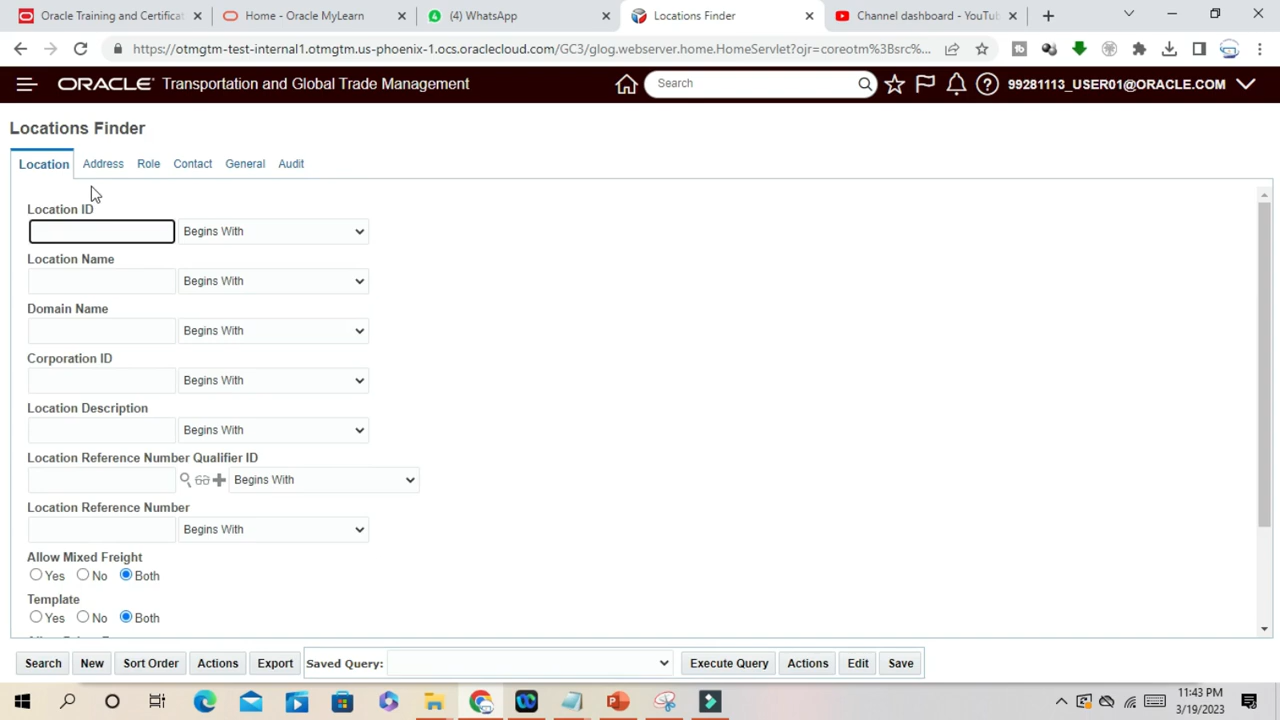 Oracle Training and Certificat
Home - Oracle MyLearn
(4) WhatsApp
Locations Finder
Channel dashboard - YouTu
https://otmgtm-test-internal1.otmgtm.us-phoenix-1.ocs.oraclecloud.com/GC3/glog.webserver.home.HomeServlet?ojr=coreotm%3Bsrc%...
ORACLE Transportation and Global Trade Management
Search
99281113_USER01@ORACLE.COM
Locations Finder
Location Address Role Contact General Audit
Location ID
Begins With
Location Name
Begins With
Domain Name
Begins With
Corporation ID
Begins With
Location Description
Begins With
Location Reference Number Qualifier ID
Begins With
Location Reference Number
Begins With
Allow Mixed Freight
Yes No Both
Template
Yes No Both
Search New Sort Order Actions Export Saved Query: Execute Query Actions Edit Save
11:43 PM
3/19/2023